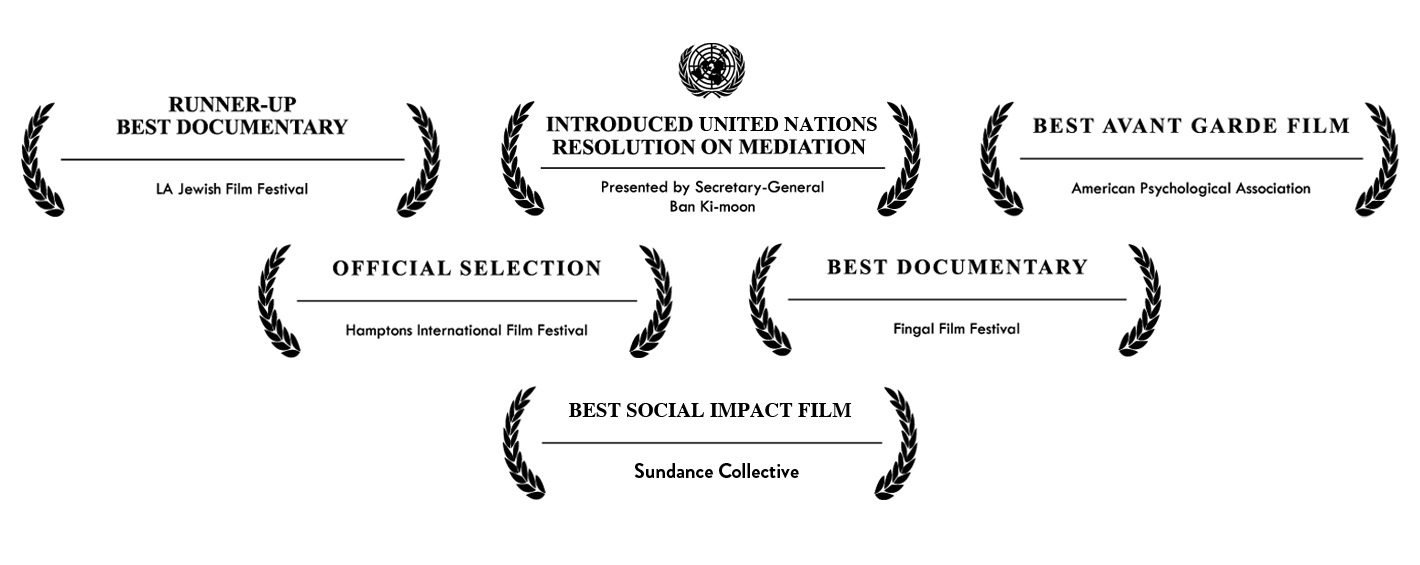 RUNNER-UP
BEST DOCUMENTARY
LA Jewish Film Festival
INTRODUCED UNITED NATIONS
RESOLUTION ON MEDIATION
Presented by Secretary-General
Ban Ki-moon
BEST AVANT GARDE FILM
American Psychological Association
OFFICIAL SELECTION
Hamptons International Film Festival
BEST DOCUMENTARY
Fingal Film Festival
BEST SOCIAL IMPACT FILM
Sundance Collective